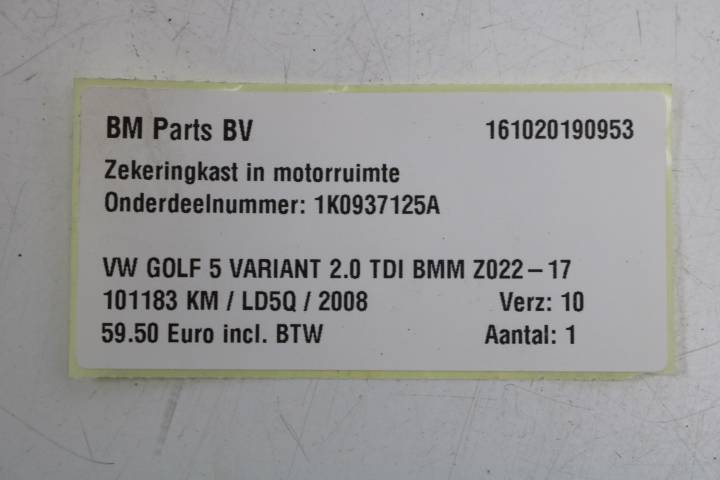 BM Parts BV 161020190953
Zekeringkast in motorruimte
Onderdeelnummer: 1K0937125A
VW GOLF 5 VARIANT 2.0 TDI BMM Z022-17
101183 KM / LD5Q / 2008 Verz: 10
59.50 Euro incl. BTW Aantal: 1